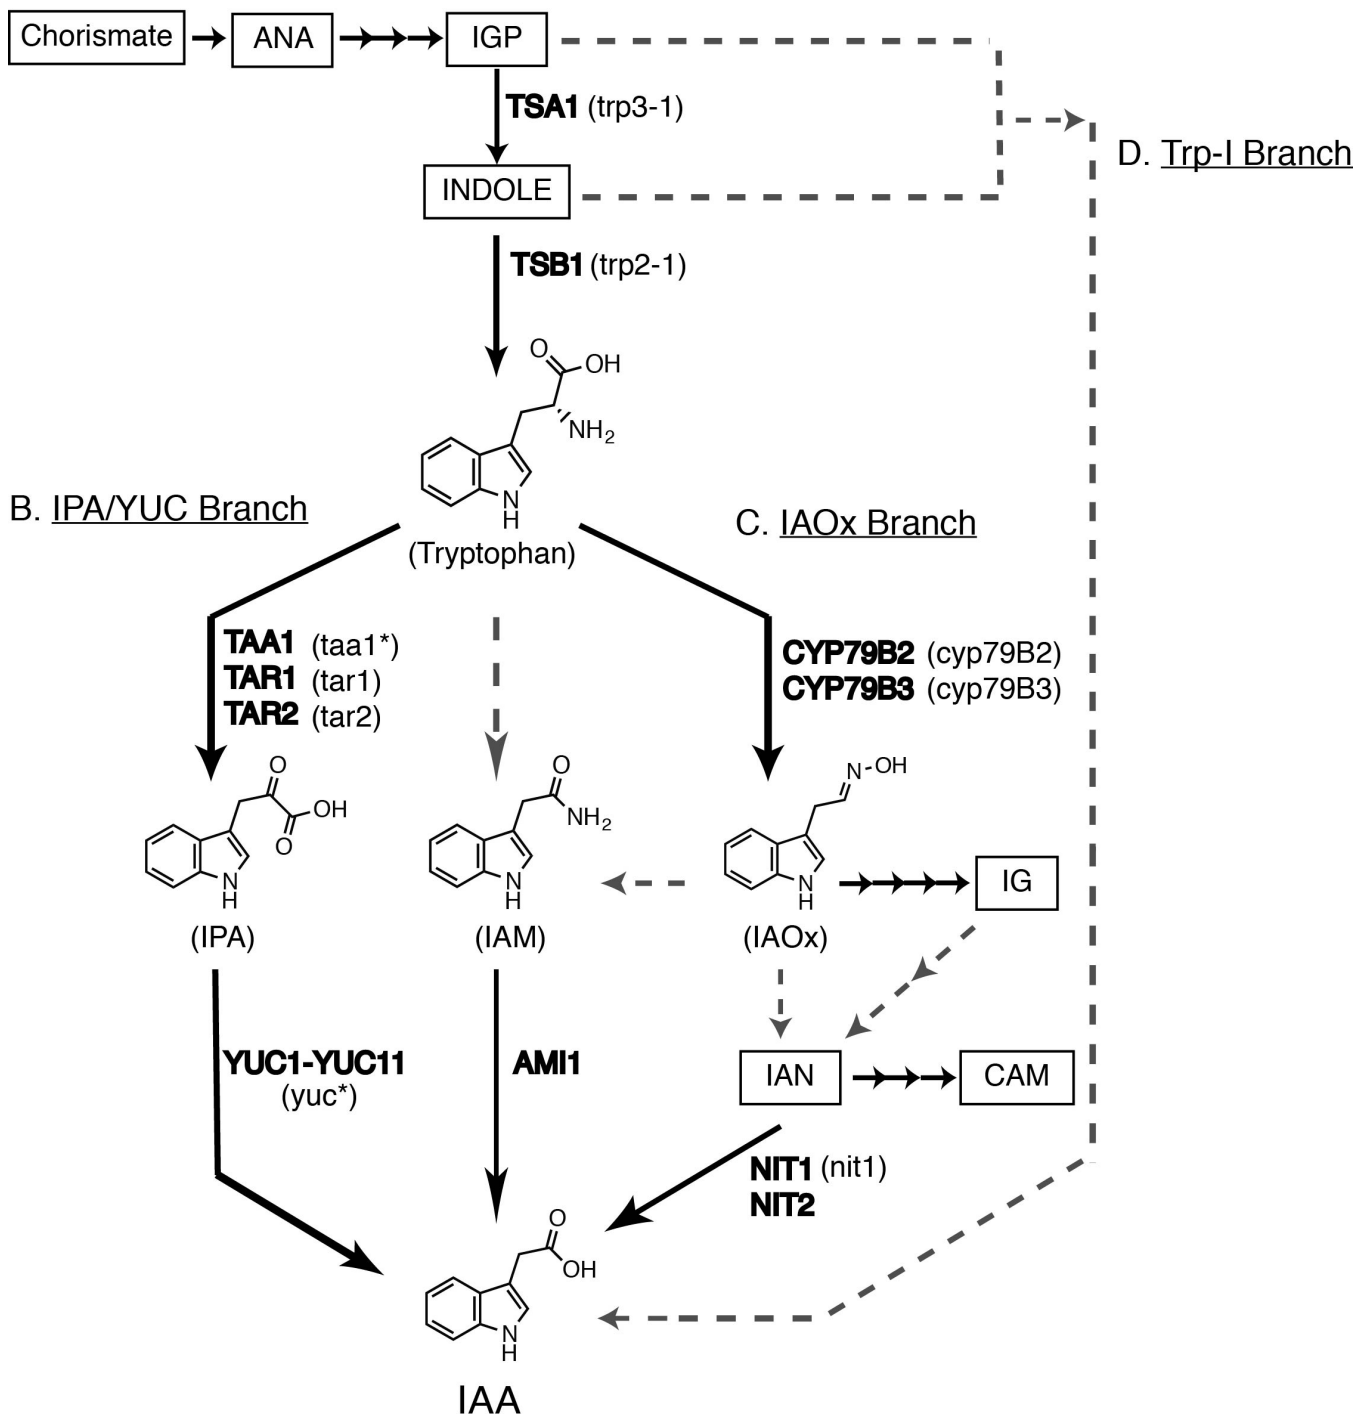 Chorismate ANA IGP
TSA1 (trp3-1)
D. Trp-I Branch
INDOLE
TSB1 (trp2-1)
O
OH
NH2
N
H
B. IPA/YUC Branch
C. IAOx Branch
(Tryptophan)
TAA1 (taa1*)
TAR1 (tar1)
TAR2 (tar2)
CYP79B2 (cyp79B2)
CYP79B3 (cyp79B3)
O
OH
O
N
H
(IPA)
O
NH2
N
H
(IAM)
N-OH
N
H
(IAOx)
IG
YUC1-YUC11
(yuc*)
AMI1
IAN CAM
NIT1 (nit1)
NIT2
O
OH
N
H
IAA